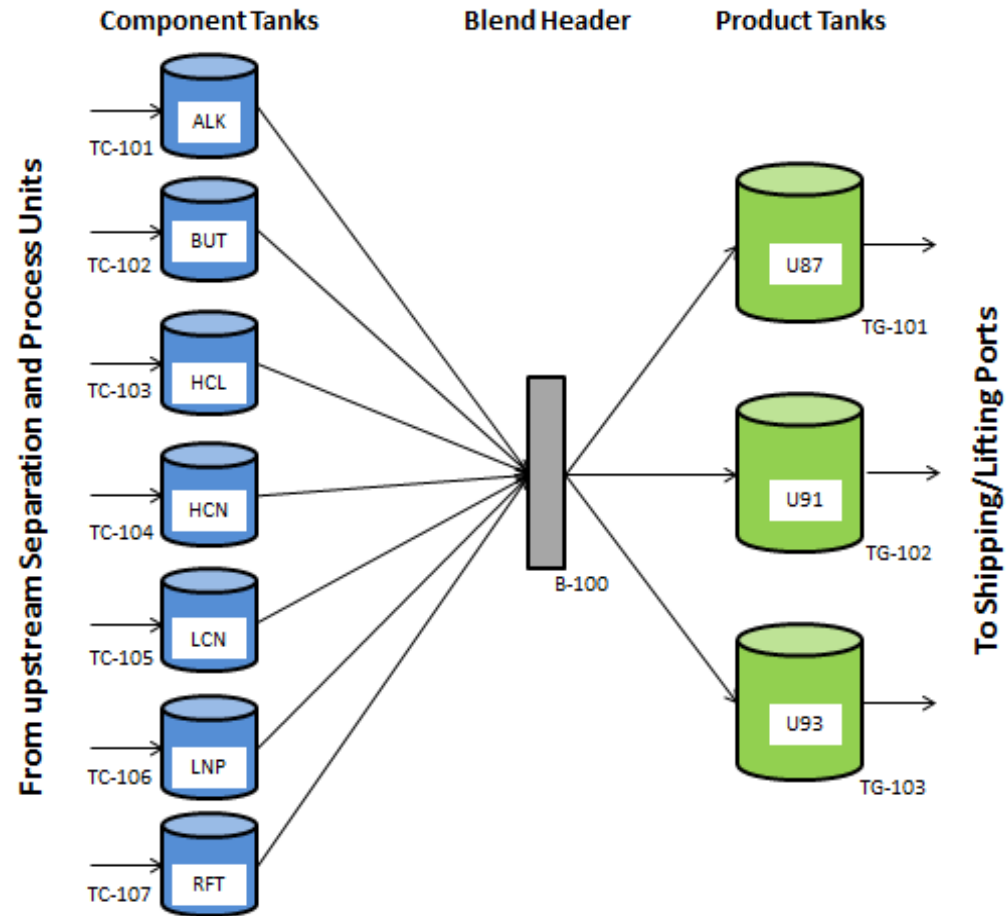 Component Tanks
Blend Header
Product Tanks
From upstream Separation and Process Units
ALK
TC-101
BUT
TC-102
HCL
TC-103
HCN
TC-104
LCN
TC-105
LNP
TC-106
RFT
TC-107
B-100
U87
TG-101
U91
TG-102
U93
TG-103
To Shipping/Lifting Ports